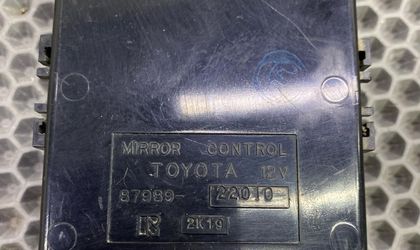 MIRROR CONTROL
TOYOTA 12V
87989-22010
2K19